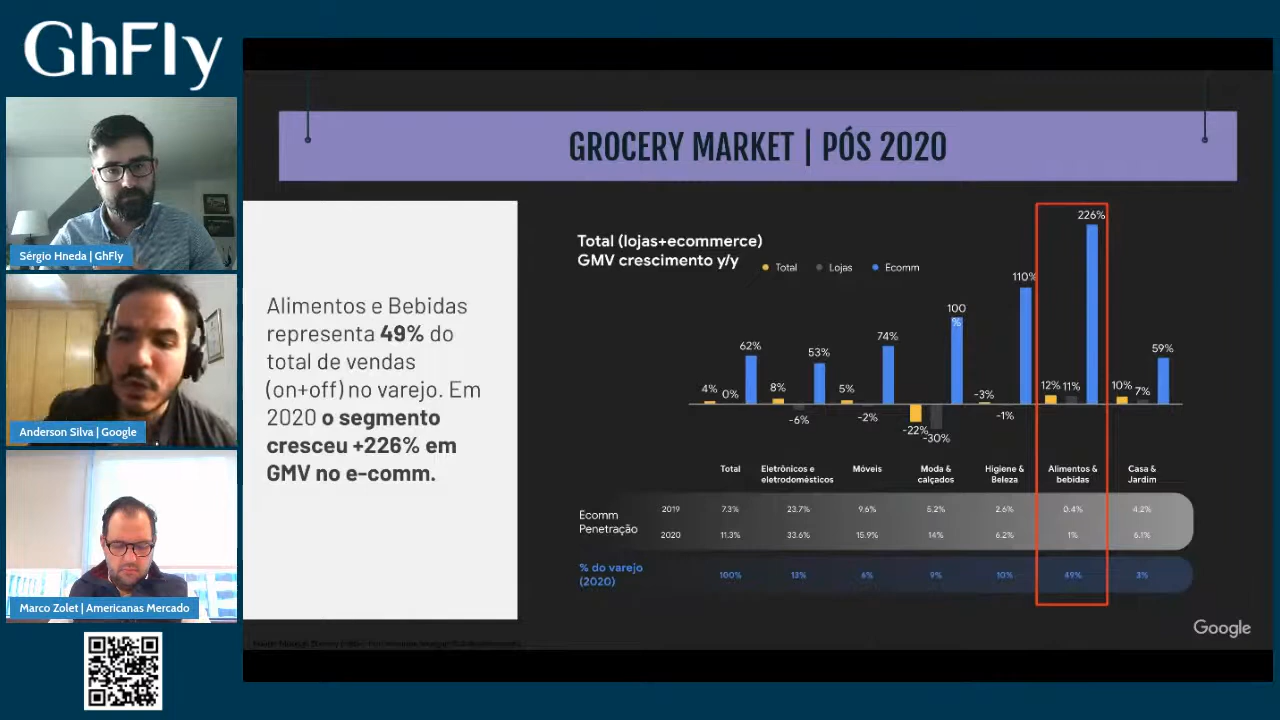 GhFly
Sérgio Hneda | GhFly
Anderson Silva | Google
Marco Zolet | Americanas Mercado
GROCERY MARKET | PÓS 2020
Alimentos e Bebidas
representa 49% do
total de vendas
(on+off) no varejo. Em
2020 o segmento
cresceu +226% em
GMV no e-comm.
Total (lojas+ecommerce)
GMV crescimento y/y
Total Lojas Ecomm
4% 0% 62%
8% -6% 53%
5% -2% 74%
-22% -30% 100
%
-3% -1% 110%
12% 11% 226%
10% 7% 59%
Total Eletrônicos e Móveis Moda & Higiene & Alimentos & Casa &
eletrodomésticos calçados Beleza bebidas Jardim
Ecomm
Penetração
2019 7.3% 23.7% 9.6% 5.2% 2.6% 0.4% 4.2%
2020 11.3% 33.6% 15.9% 14% 6.2% 1% 6.1%
% do varejo
(2020) 100% 13% 6% 9% 10% 49% 3%
Google